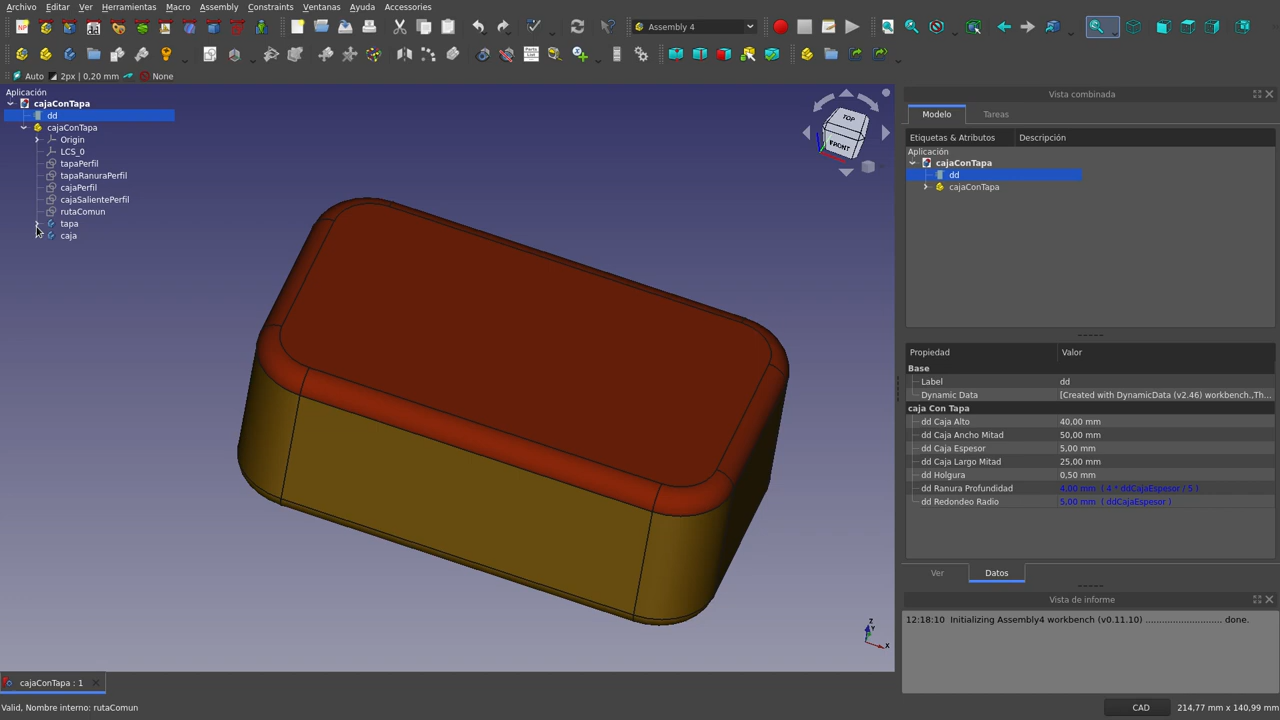 Archivo Editar Ver Herramientas Macro Assembly Constraints Ventanas Ayuda Accessories
Assembly 4
Auto 2px | 0,20 mm None
Aplicación
cajaConTapa
dd
cajaConTapa
Origin
LCS_0
tapaPerfil
tapaRanuraPerfil
cajaPerfil
cajaSalientePerfil
rutaComun
tapa
caja
TOP
FRONT
Z
Y
X
Vista combinada
Modelo Tareas
Etiquetas & Atributos Descripción
Aplicación
cajaConTapa
dd
cajaConTapa
Propiedad Valor
Base
Label dd
Dynamic Data [Created with DynamicData (v2.46) workbench.,Th...
caja Con Tapa
dd Caja Alto 40,00 mm
dd Caja Ancho Mitad 50,00 mm
dd Caja Espesor 5,00 mm
dd Caja Largo Mitad 25,00 mm
dd Holgura 0,50 mm
dd Ranura Profundidad 4,00 mm ( 4 * ddCajaEspesor / 5 )
dd Redondeo Radio 5,00 mm ( ddCajaEspesor )
Ver Datos
Vista de informe
12:18:10 Initializing Assembly4 workbench (v0.11.10) ............................ done.
cajaConTapa : 1
Valid, Nombre interno: rutaComun
CAD 214,77 mm x 140,99 mm